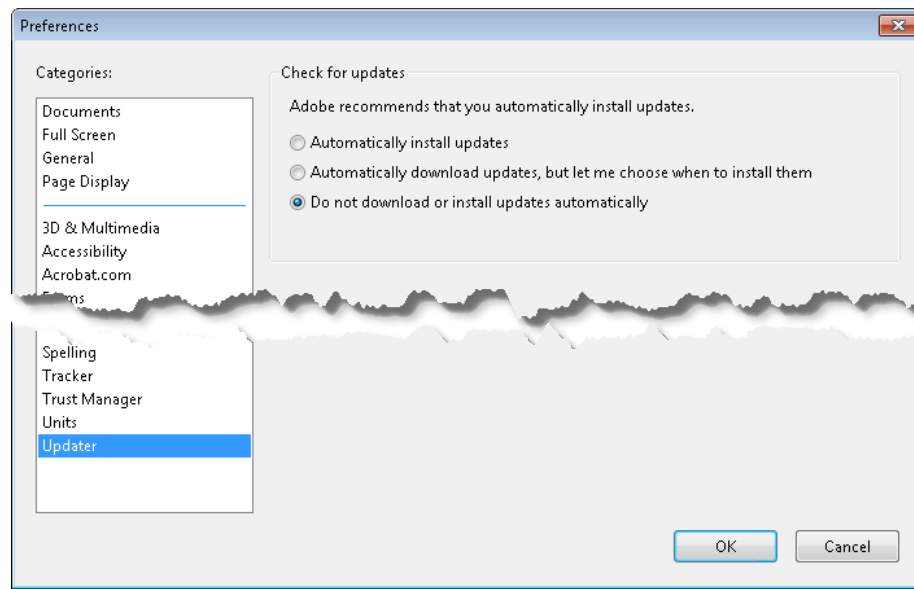 Preferences
Categories:
Documents
Full Screen
General
Page Display
3D & Multimedia
Accessibility
Acrobat.com
Spelling
Tracker
Trust Manager
Units
Updater
Check for updates
Adobe recommends that you automatically install updates.
Automatically install updates
Automatically download updates, but let me choose when to install them
Do not download or install updates automatically
OK
Cancel